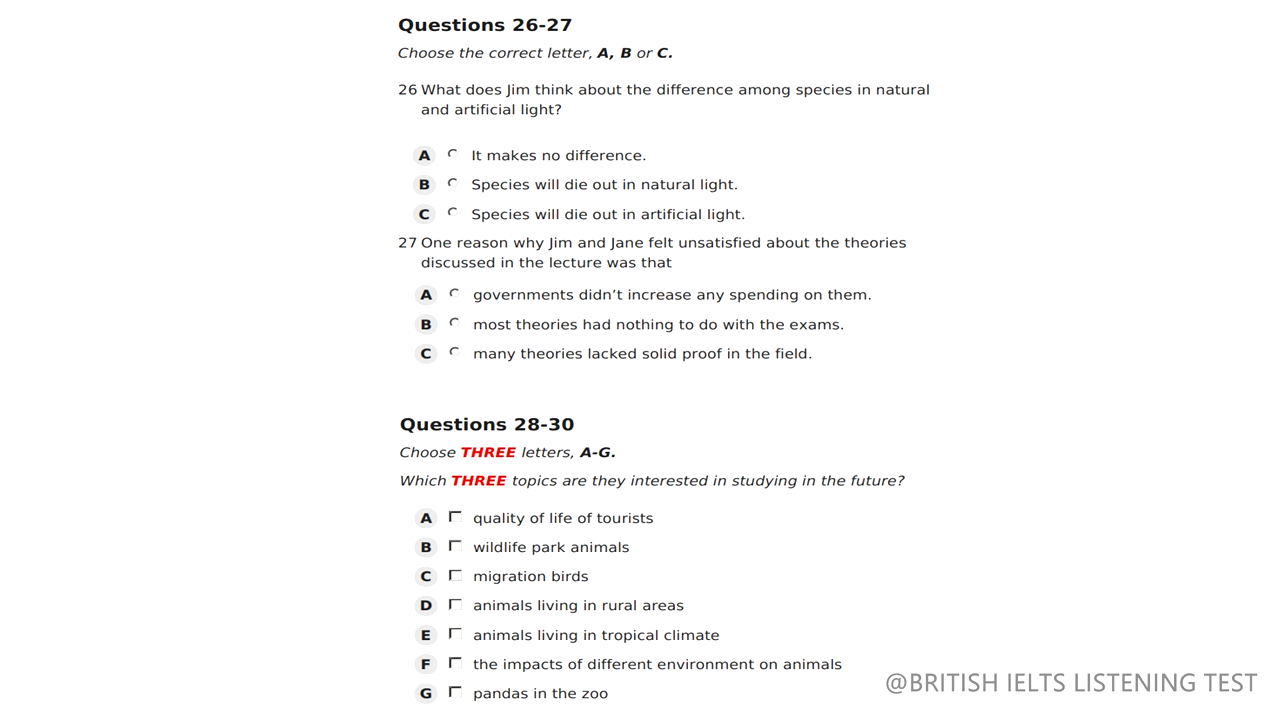 Questions 26-27
Choose the correct letter, A, B or C.
26 What does Jim think about the difference among species in natural
and artificial light?
A It makes no difference.
B Species will die out in natural light.
C Species will die out in artificial light.
27 One reason why Jim and Jane felt unsatisfied about the theories
discussed in the lecture was that
A governments didn’t increase any spending on them.
B most theories had nothing to do with the exams.
C many theories lacked solid proof in the field.
Questions 28-30
Choose THREE letters, A-G.
Which THREE topics are they interested in studying in the future?
A quality of life of tourists
B wildlife park animals
C migration birds
D animals living in rural areas
E animals living in tropical climate
F the impacts of different environment on animals
G pandas in the zoo
@BRITISH IELTS LISTENING TEST